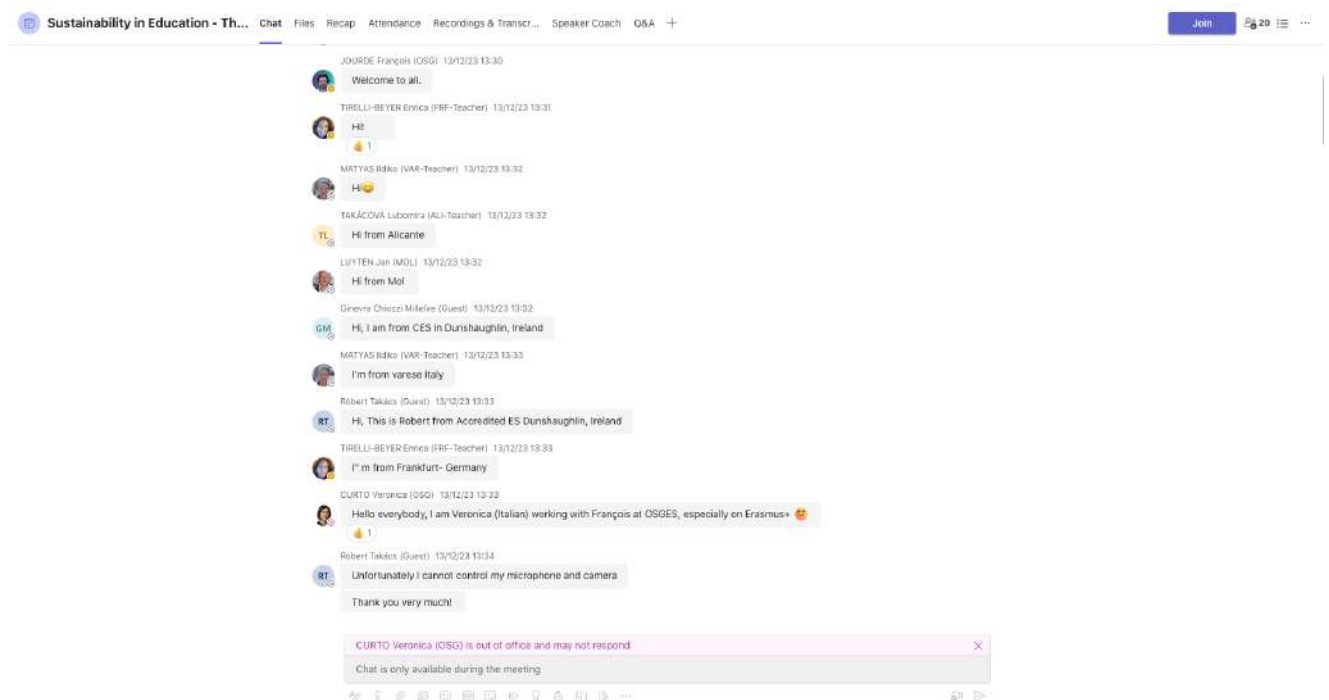 Sustainability in Education - Th... Chat Files Recap Attendance Recordings & Transcr... Speaker Coach Q&A Join 20
JOURDE François (OSG) 13/12/23 13:30
Welcome to all.
TIRELLI-BEYER Enrica (FRF-Teacher) 13/12/23 13:31
Hi!
1
MATYAS Ildiko (VAR-Teacher) 13/12/23 13:32
Hi😀
TAKÁCOVÁ Lubomira (ALI-Teacher) 13/12/23 13:32
TL
Hi from Alicante
LUYTEN Jan (MOL) 13/12/23 13:32
Hi from Mol
Ginevra Chiozzi Millelire (Guest) 13/12/23 13:32
GM
Hi, I am from CES in Dunshaughlin, Ireland
MATYAS Ildiko (VAR-Teacher) 13/12/23 13:33
I'm from varese Italy
Róbert Takács (Guest) 13/12/23 13:33
RT
Hi, This is Robert from Accredited ES Dunshaughlin, Ireland
TIRELLI-BEYER Enrica (FRF-Teacher) 13/12/23 13:33
I" m from Frankfurt- Germany
CURTO Veronica (OSG) 13/12/23 13:33
Hello everybody, I am Veronica (Italian) working with François at OSGES, especially on Erasmus+
1
Róbert Takács (Guest) 13/12/23 13:34
RT
Unfortunately I cannot control my microphone and camera
Thank you very much!
CURTO Veronica (OSG) is out of office and may not respond
Chat is only available during the meeting